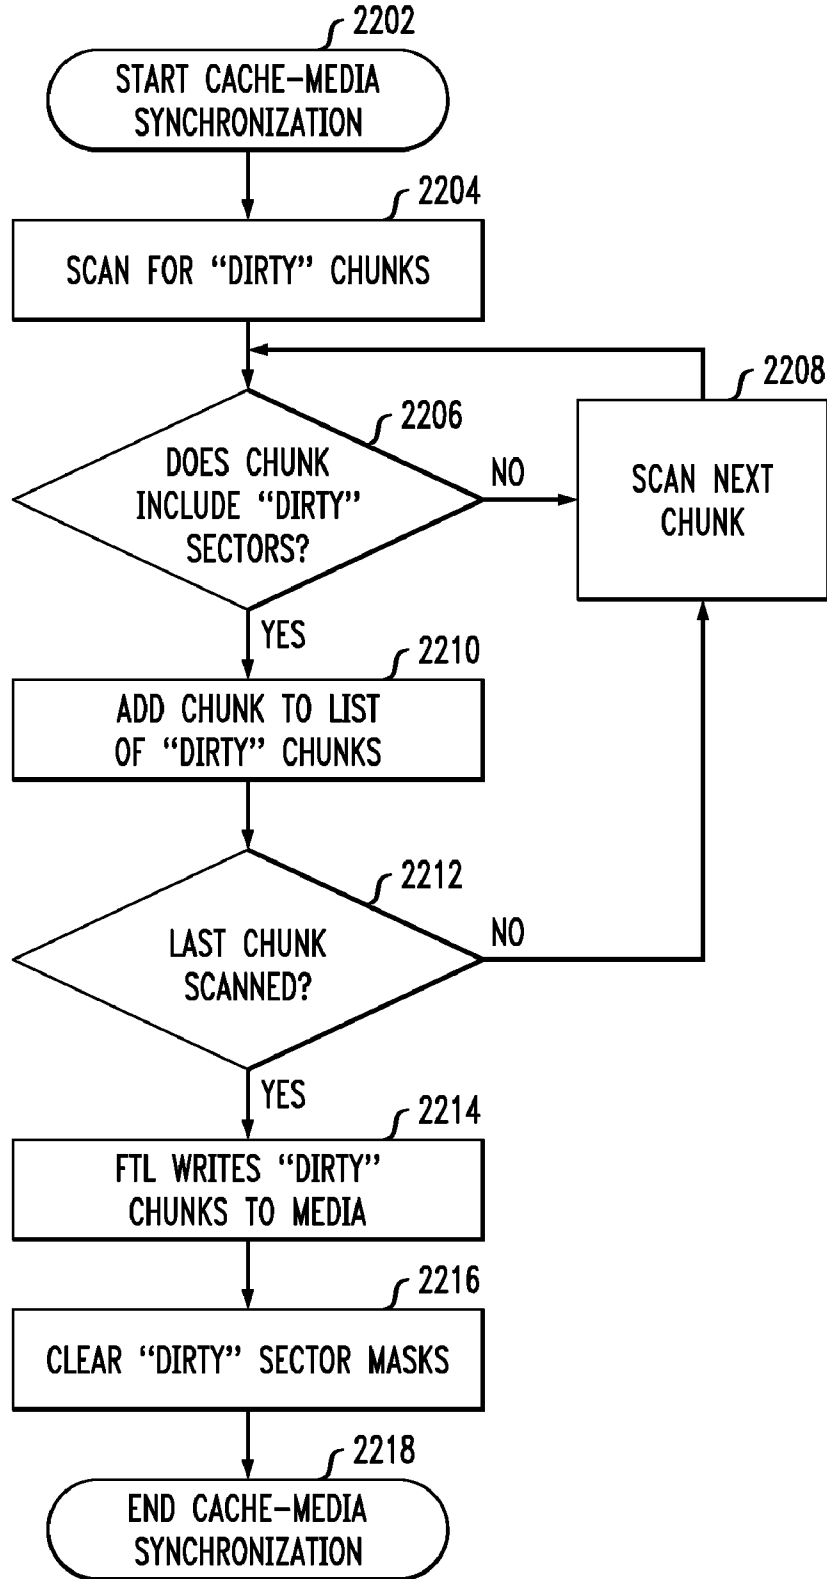 2202
START CACHE-MEDIA
SYNCHRONIZATION
2204
SCAN FOR “DIRTY” CHUNKS
2206
DOES CHUNK
INCLUDE “DIRTY”
SECTORS?
NO
2208
SCAN NEXT
CHUNK
YES
2210
ADD CHUNK TO LIST
OF “DIRTY” CHUNKS
2212
LAST CHUNK
SCANNED?
NO
YES
2214
FTL WRITES “DIRTY”
CHUNKS TO MEDIA
2216
CLEAR “DIRTY” SECTOR MASKS
2218
END CACHE-MEDIA
SYNCHRONIZATION